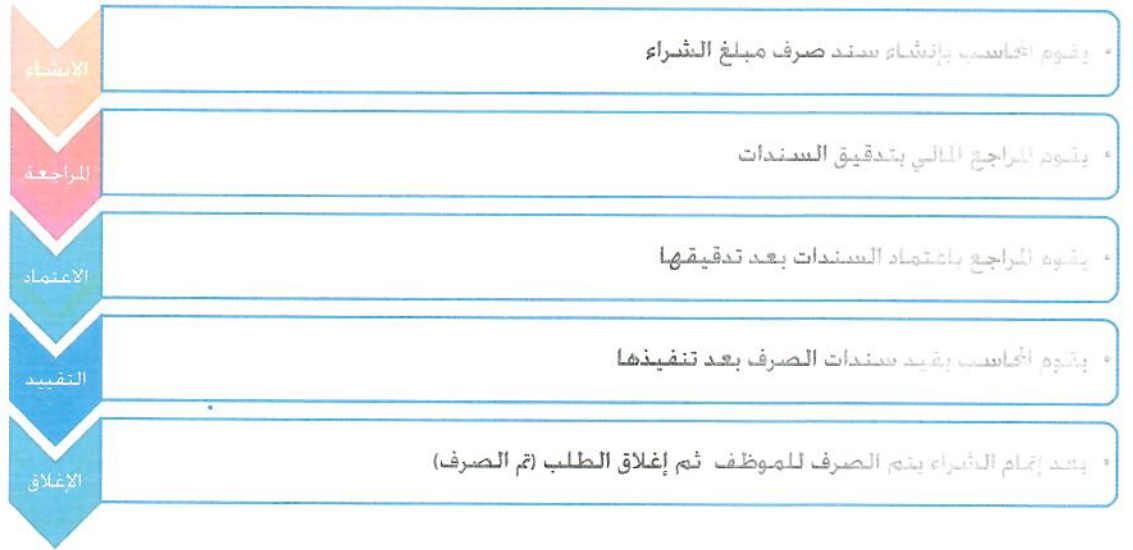 الإنشاء
يقوم المحاسب بإنشاء سند صرف مبلغ الشراء
المراجعة
يقوم المراجع المالي بتدقيق السندات
الاعتماد
يقوم المراجع باعتماد السندات بعد تدقيقها
التقييد
يقوم المحاسب بقيد سندات الصرف بعد تنفيذها
الإغلاق
بعد إتمام الشراء يتم الصرف للموظف ثم إغلاق الطلب (تم الصرف)